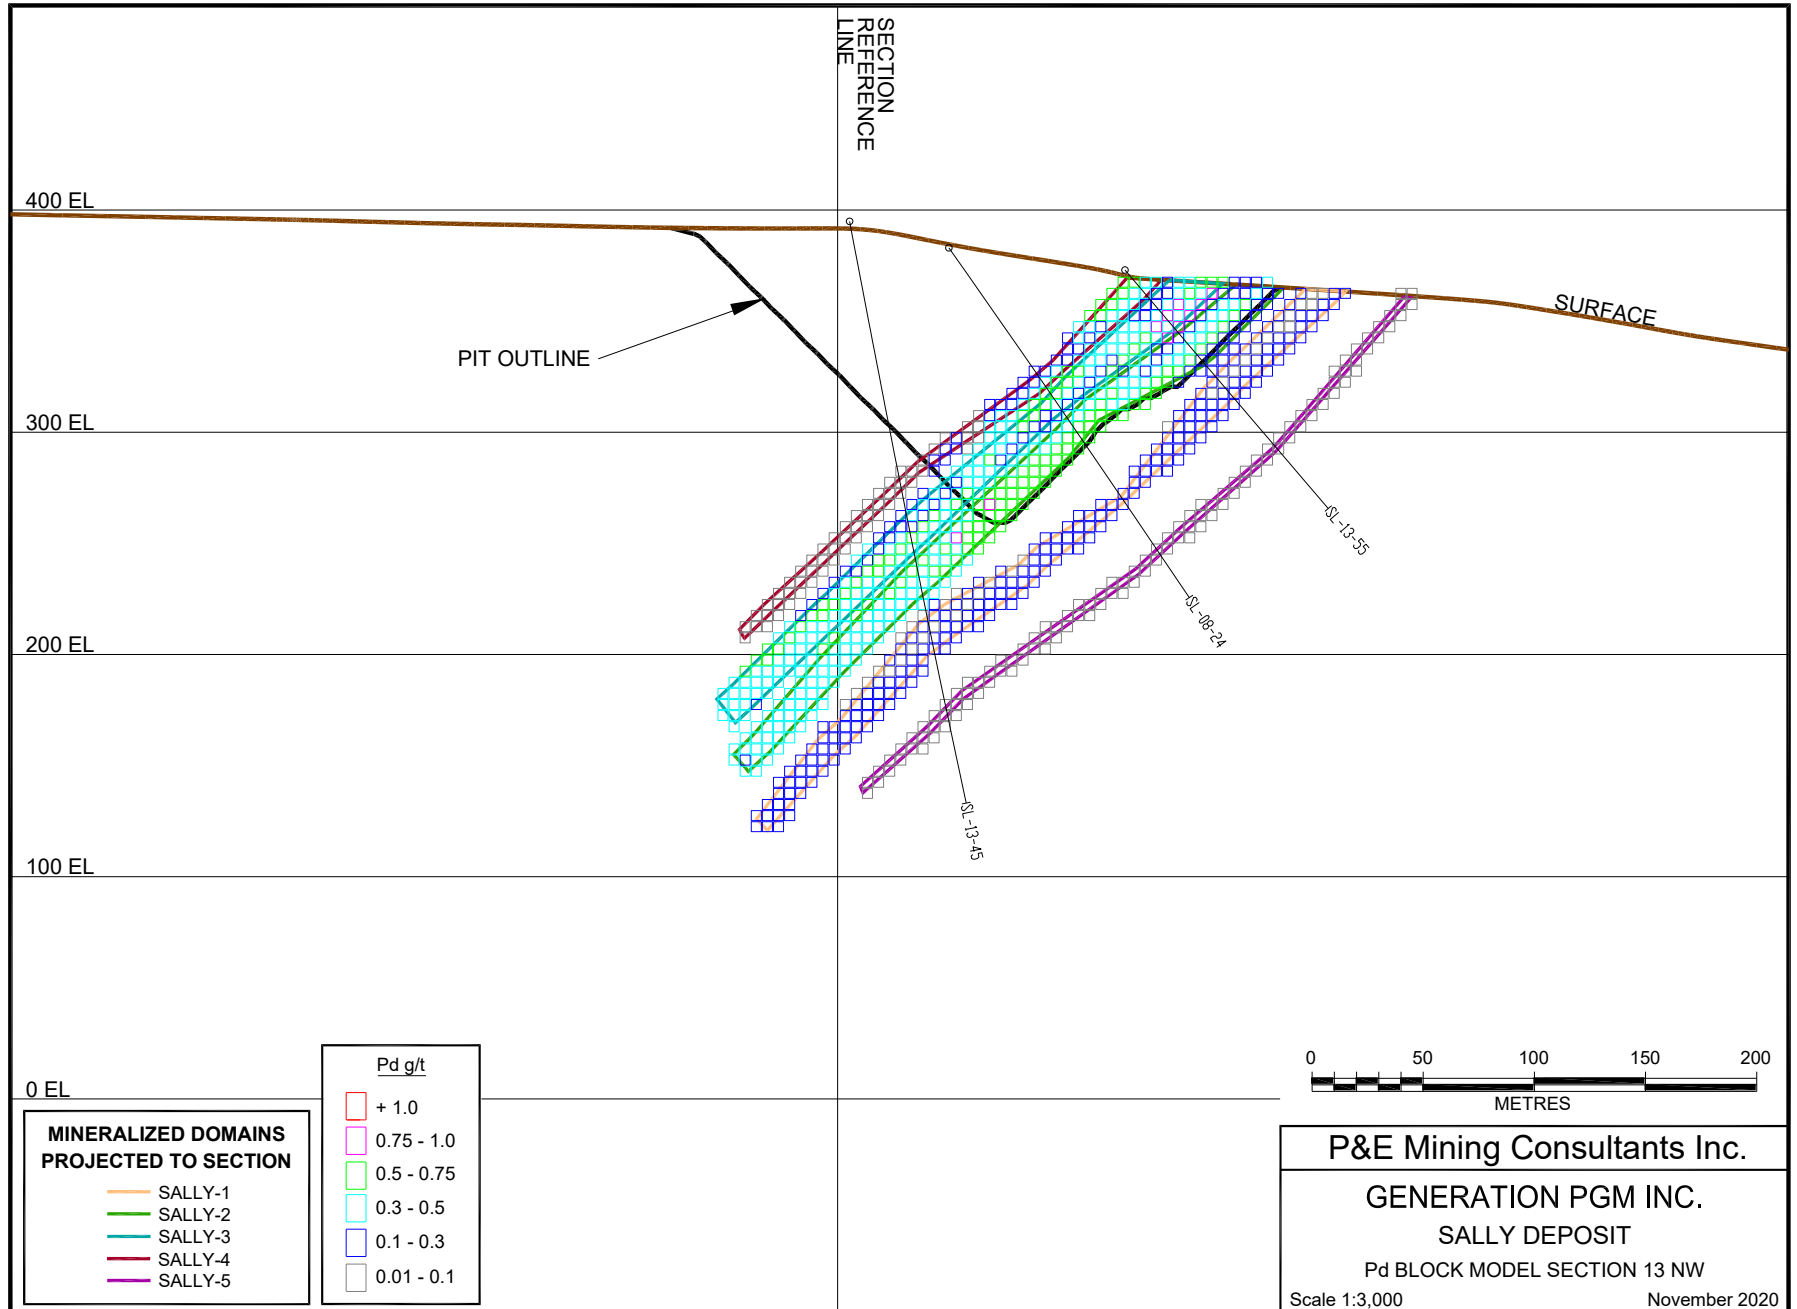 SECTION
REFERENCE
LINE
400 EL
SURFACE
PIT OUTLINE
300 EL
SL-13-55
SL-08-24
200 EL
SL-13-45
100 EL
0 EL
Pd g/t
+ 1.0
0.75 - 1.0
0.5 - 0.75
0.3 - 0.5
0.1 - 0.3
0.01 - 0.1
MINERALIZED DOMAINS
PROJECTED TO SECTION
SALLY-1
SALLY-2
SALLY-3
SALLY-4
SALLY-5
0 50 100 150 200
METRES
P&E Mining Consultants Inc.
GENERATION PGM INC.
SALLY DEPOSIT
Pd BLOCK MODEL SECTION 13 NW
Scale 1:3,000 November 2020